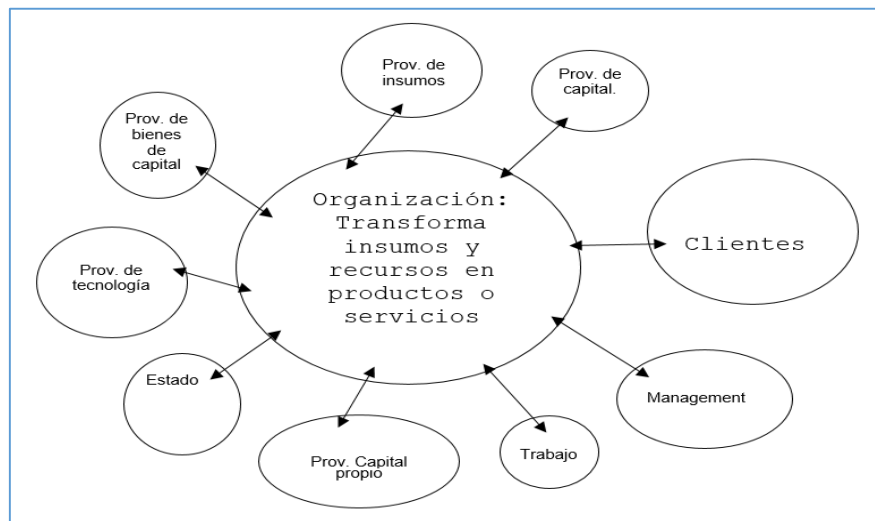 Prov. de
insumos
Prov. de
capital.
Prov. de
bienes
de
capital
Organización:
Transforma
insumos y
recursos en
productos o
servicios
Clientes
Prov. de
tecnología
Estado
Management
Prov. Capital
propio
Trabajo